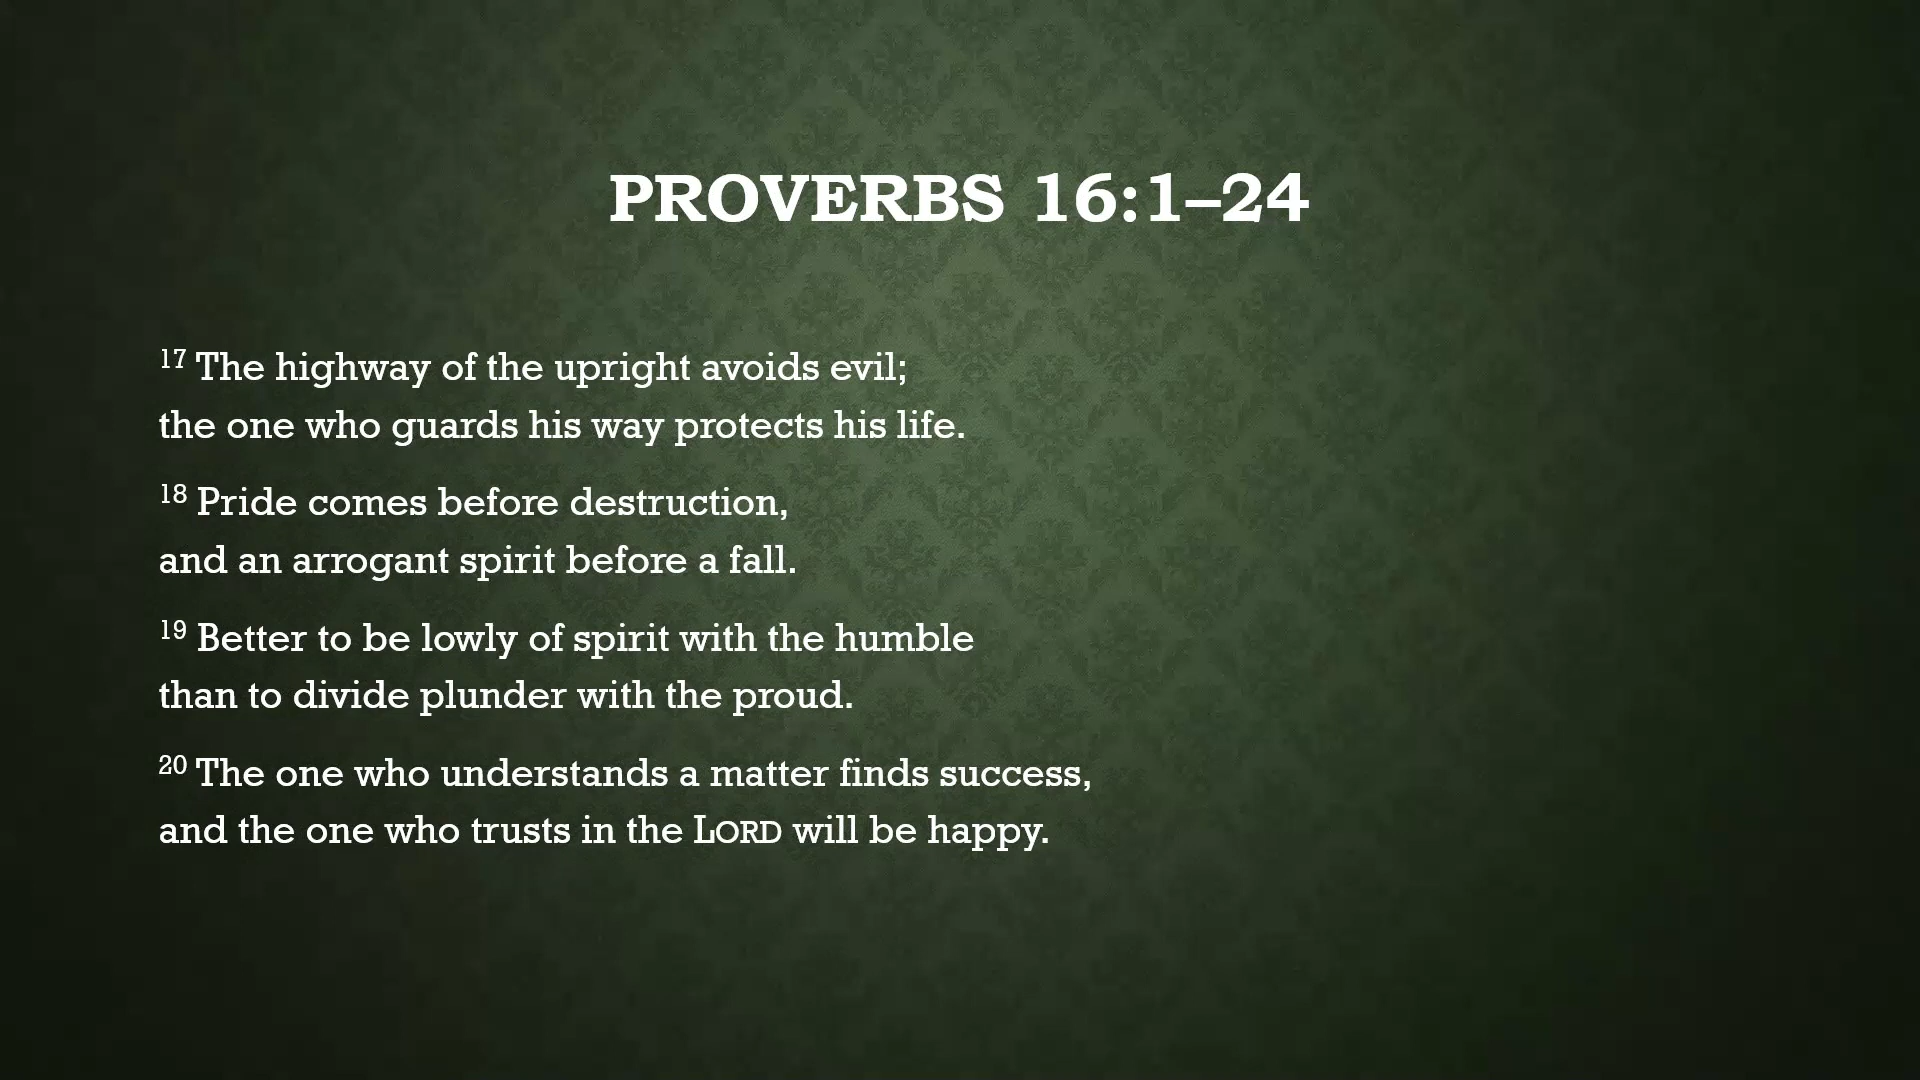 PROVERBS 16:1–24
17 The highway of the upright avoids evil;
the one who guards his way protects his life.
18 Pride comes before destruction,
and an arrogant spirit before a fall.
19 Better to be lowly of spirit with the humble
than to divide plunder with the proud.
20 The one who understands a matter finds success,
and the one who trusts in the LORD will be happy.